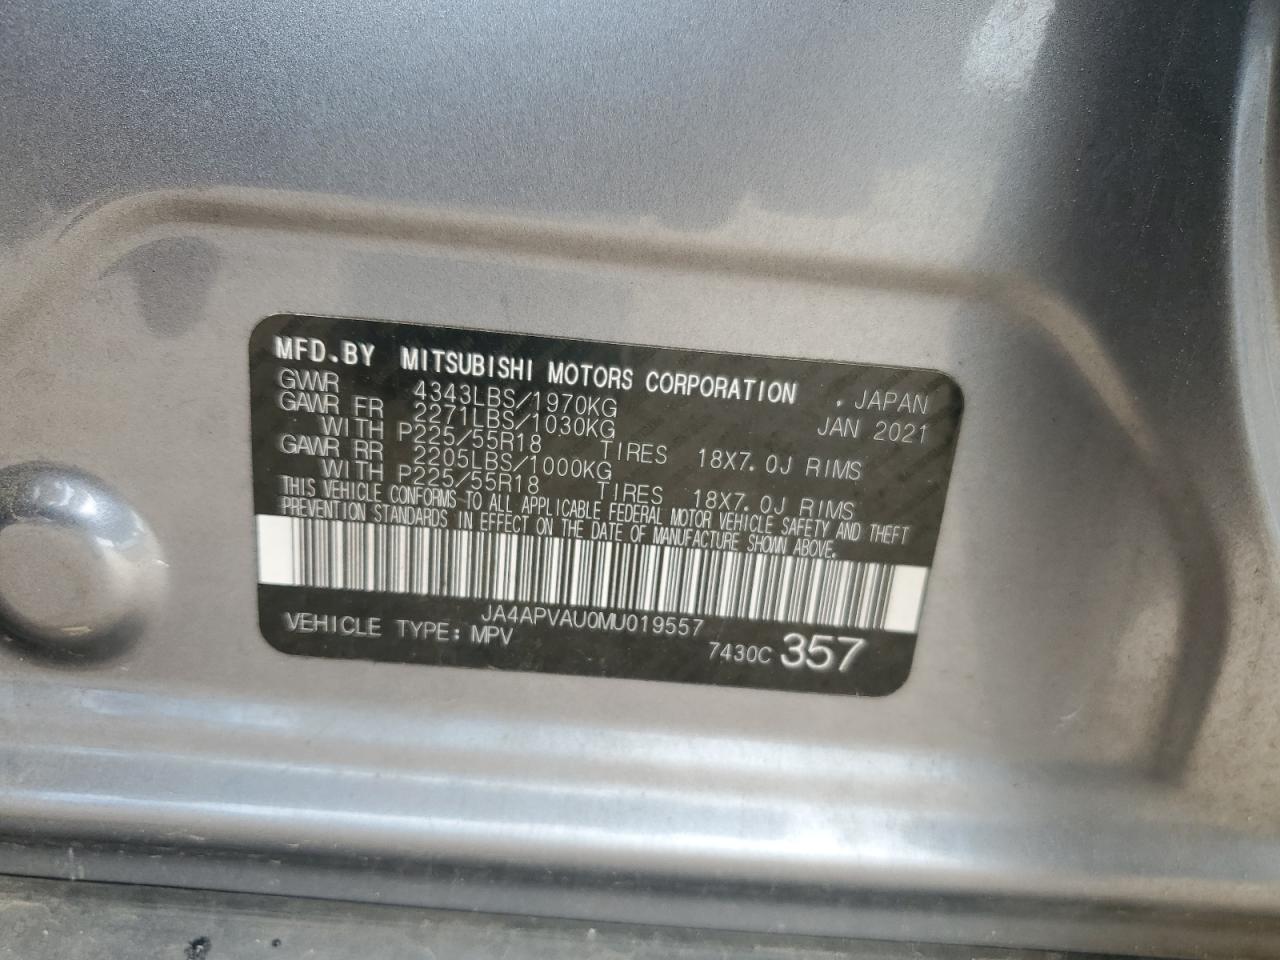 MFD.BY MITSUBISHI MOTORS CORPORATION , JAPAN
GVWR 4343LBS/1970KG JAN 2021
GAWR FR 2271LBS/1030KG
WITH P225/55R18 TIRES 18X7.0J RIMS
GAWR RR 2205LBS/1000KG
WITH P225/55R18 TIRES 18X7.0J RIMS
THIS VEHICLE CONFORMS TO ALL APPLICABLE FEDERAL MOTOR VEHICLE SAFETY AND THEFT
PREVENTION STANDARDS IN EFFECT ON THE DATE OF MANUFACTURE SHOWN ABOVE.
JA4APVAU0MU019557
VEHICLE TYPE: MPV 7430C 357